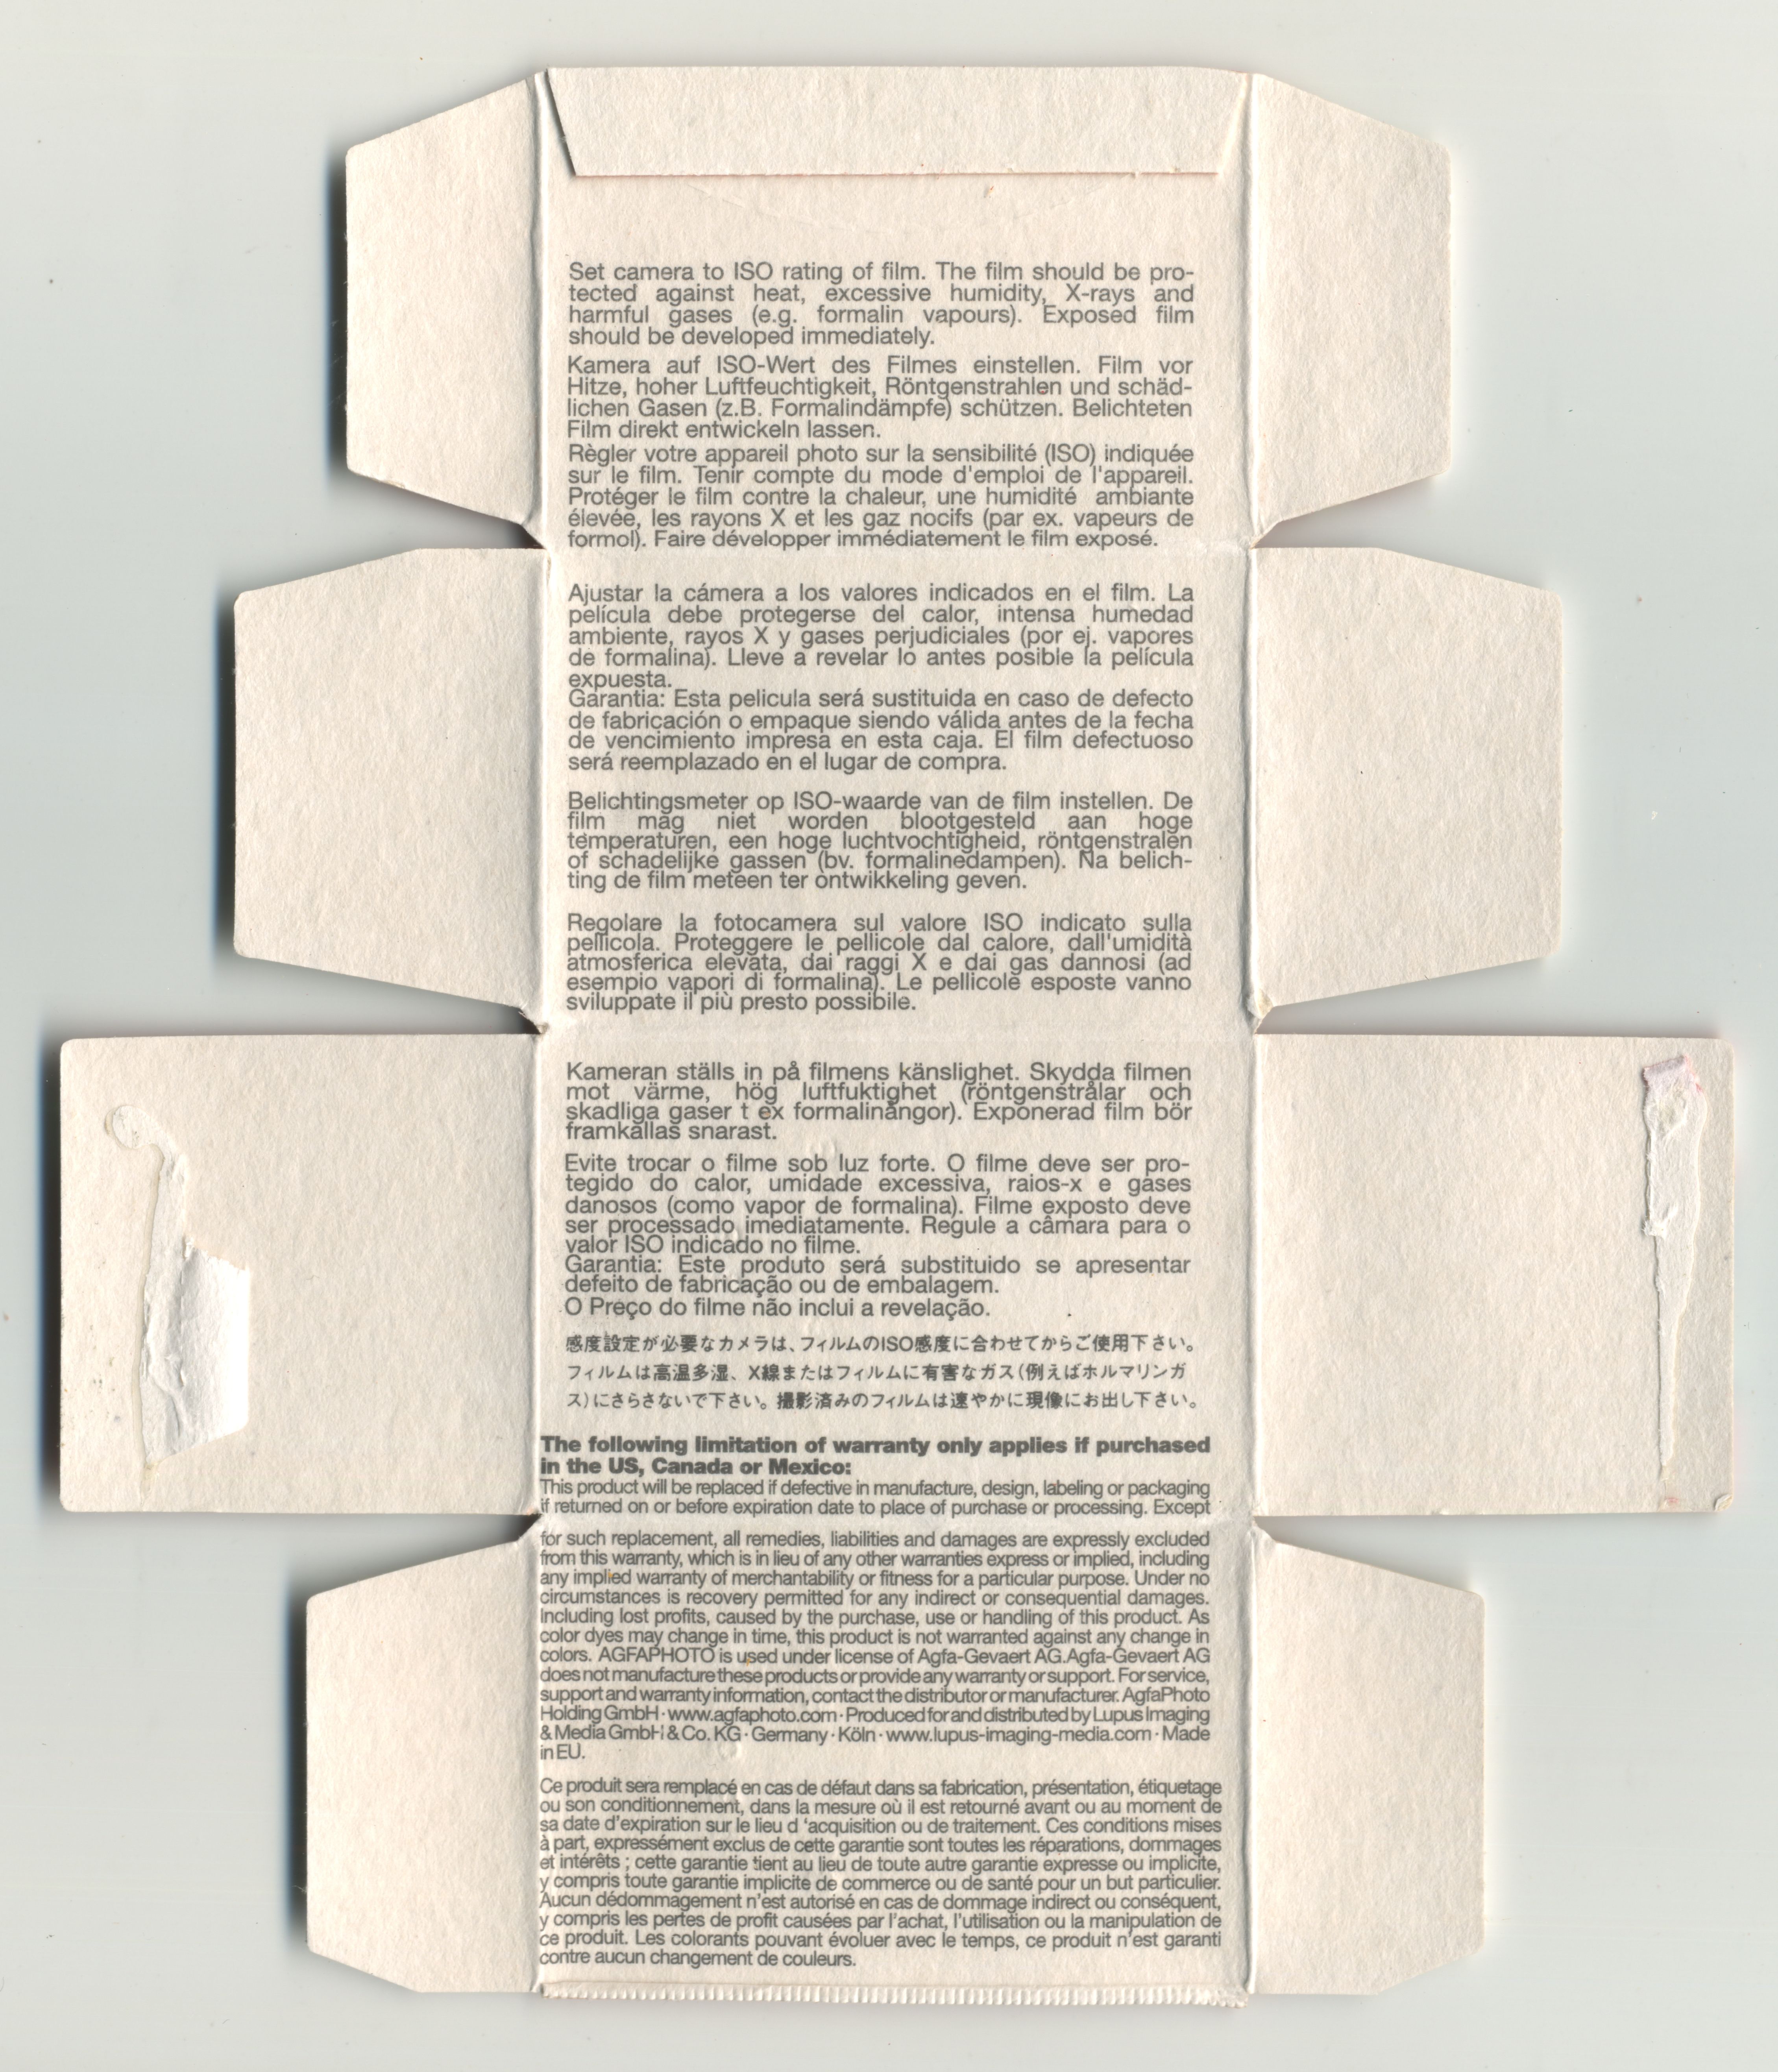 Set camera to ISO rating of film. The film should be pro-
tected against heat, excessive humidity, X-rays and
harmful gases (e.g. formalin vapours). Exposed film
should be developed immediately.
Kamera auf ISO-Wert des Filmes einstellen. Film vor
Hitze, hoher Luftfeuchtigkeit, Röntgenstrahlen und schäd-
lichen Gasen (z.B. Formalindämpfe) schützen. Belichteten
Film direkt entwickeln lassen.
Règler votre appareil photo sur la sensibilité (ISO) indiquée
sur le film. Tenir compte du mode d'emploi de l'appareil.
Protéger le film contre la chaleur, une humidité ambiante
élevée, les rayons X et les gaz nocifs (par ex. vapeurs de
formol). Faire développer immédiatement le film exposé.
Ajustar la cámera a los valores indicados en el film. La
película debe protegerse del calor, intensa humedad
ambiente, rayos X y gases perjudiciales (por ej. vapores
de formalina). Lleve a revelar lo antes posible la película
expuesta.
Garantia: Esta pelicula será sustituida en caso de defecto
de fabricación o empaque siendo válida antes de la fecha
de vencimiento impresa en esta caja. El film defectuoso
será reemplazado en el lugar de compra.
Belichtingsmeter op ISO-waarde van de film instellen. De
film mag niet worden blootgesteld aan hoge
temperaturen, een hoge luchtvochtigheid, röntgenstralen
of schadelijke gassen (bv. formalinedampen). Na belich-
ting de film meteen ter ontwikkeling geven.
Regolare la fotocamera sul valore ISO indicato sulla
pellicola. Proteggere le pellicole dal calore, dall'umidità
atmosferica elevata, dai raggi X e dai gas dannosi (ad
esempio vapori di formalina). Le pellicole esposte vanno
sviluppate il più presto possibile.
Kameran ställs in på filmens känslighet. Skydda filmen
mot värme, hög luftfuktighet (röntgenstrålar och
skadliga gaser t ex formalinångor). Exponerad film bör
framkallas snarast.
Evite trocar o filme sob luz forte. O filme deve ser pro-
tegido do calor, umidade excessiva, raios-x e gases
danosos (como vapor de formalina). Filme exposto deve
ser processado imediatamente. Regule a câmara para o
valor ISO indicado no filme.
Garantia: Este produto será substituido se apresentar
defeito de fabricação ou de embalagem.
O Preço do filme não inclui a revelação.
感度設定が必要なカメラは、フィルムのISO感度に合わせてからご使用下さい。
フィルムは高温多湿、X線またはフィルムに有害なガス(例えばホルマリンガ
ス)にさらさないで下さい。撮影済みのフィルムは速やかに現像にお出し下さい。
The following limitation of warranty only applies if purchased
in the US, Canada or Mexico:
This product will be replaced if defective in manufacture, design, labeling or packaging
if returned on or before expiration date to place of purchase or processing. Except
for such replacement, all remedies, liabilities and damages are expressly excluded
from this warranty, which is in lieu of any other warranties express or implied, including
any implied warranty of merchantability or fitness for a particular purpose. Under no
circumstances is recovery permitted for any indirect or consequential damages.
Including lost profits, caused by the purchase, use or handling of this product. As
color dyes may change in time, this product is not warranted against any change in
colors. AGFAPHOTO is used under license of Agfa-Gevaert AG.Agfa-Gevaert AG
does not manufacture these products or provide any warranty or support. For service,
support and warranty information, contact the distributor or manufacturer. AgfaPhoto
Holding GmbH · www.agfaphoto.com · Produced for and distributed by Lupus Imaging
& Media GmbH & Co. KG · Germany · Köln · www.lupus-imaging-media.com · Made
in EU.
Ce produit sera remplacé en cas de défaut dans sa fabrication, présentation, étiquetage
ou son conditionnement, dans la mesure où il est retourné avant ou au moment de
sa date d'expiration sur le lieu d 'acquisition ou de traitement. Ces conditions mises
à part, expressément exclus de cette garantie sont toutes les réparations, dommages
et intérêts ; cette garantie tient au lieu de toute autre garantie expresse ou implicite,
y compris toute garantie implicite de commerce ou de santé pour un but particulier.
Aucun dédommagement n'est autorisé en cas de dommage indirect ou conséquent,
y compris les pertes de profit causées par l'achat, l'utilisation ou la manipulation de
ce produit. Les colorants pouvant évoluer avec le temps, ce produit n'est garanti
contre aucun changement de couleurs.